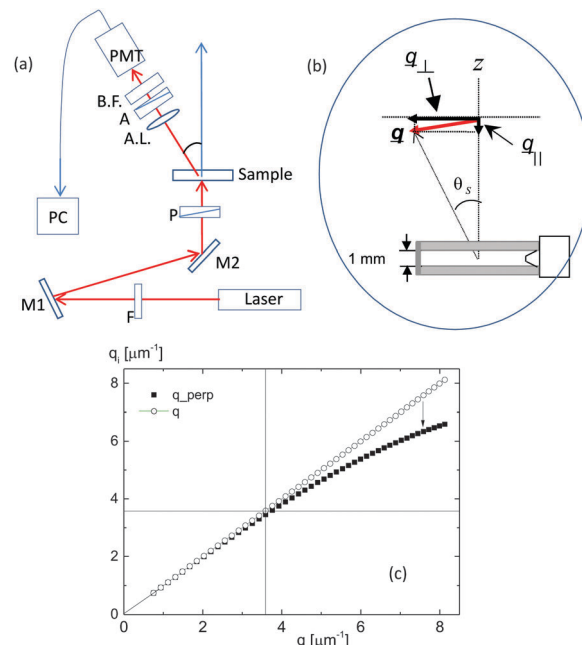 (a)
PMT
B.F.
A
A.L.
Sample
PC
P
M2
M1
F
Laser
(b)
q⊥
z
q
q||
θs
1 mm
qi [μm-1]
8
6
4
2
0
q_perp
q
(c)
0
2
4
6
8
q [μm-1]